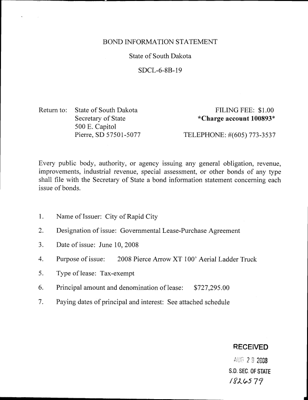 BOND INFORMATION STATEMENT
State of South Dakota
SDCL-6-8B-19
Return to: State of South Dakota FILING FEE: $1.00
Secretary of State *Charge account 100893*
500 E. Capitol
Pierre, SD 57501-5077 TELEPHONE: #(605) 773-3537
Every public body, authority, or agency issuing any general obligation, revenue,
improvements, industrial revenue, special assessment, or other bonds of any type
shall file with the Secretary of State a bond information statement concerning each
issue of bonds.
1. Name of Issuer: City of Rapid City
2. Designation of issue: Governmental Lease-Purchase Agreement
3. Date of issue: June 10, 2008
4. Purpose of issue: 2008 Pierce Arrow XT 100' Aerial Ladder Truck
5. Type of lease: Tax-exempt
6. Principal amount and denomination of lease: $727,295.00
7. Paying dates of principal and interest: See attached schedule
RECEIVED
AUG 2 2008
S.D. SEC. OF STATE
1826579